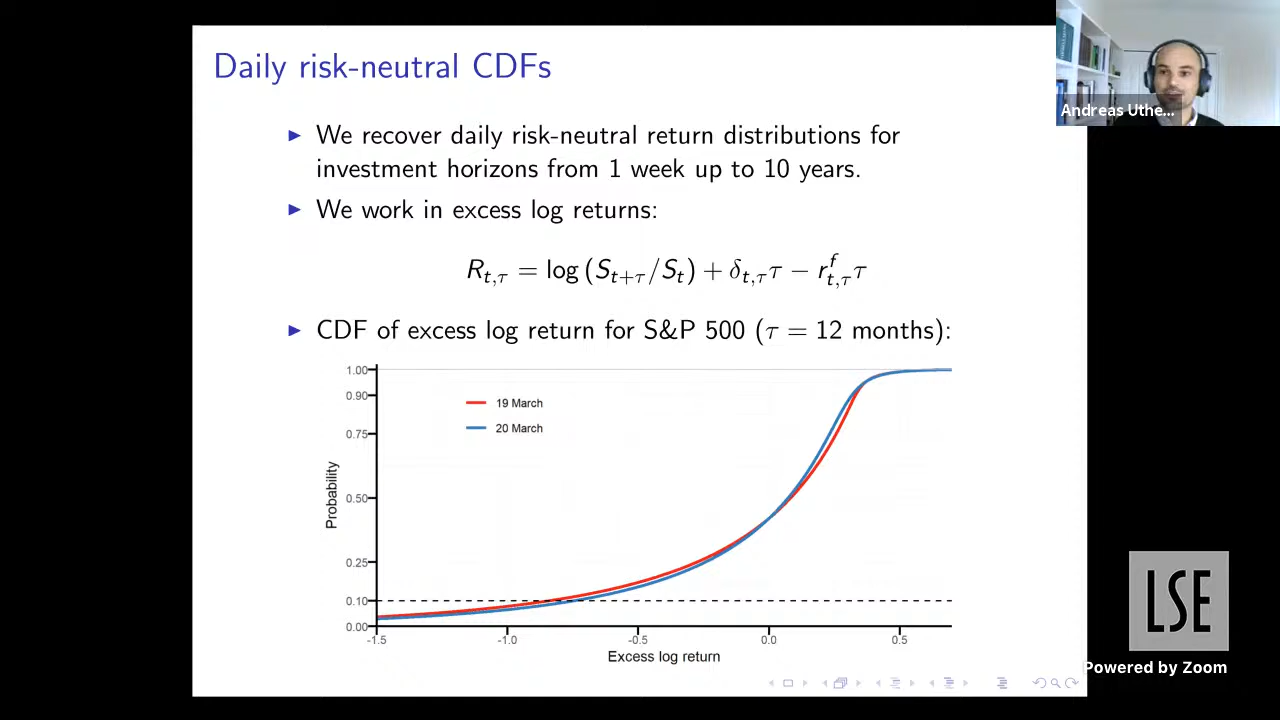 Daily risk-neutral CDFs
Andreas Uthe...
▶ We recover daily risk-neutral return distributions for
investment horizons from 1 week up to 10 years.
▶ We work in excess log returns:
R_{t,τ} = log (S_{t+τ}/S_t) + δ_{t,τ}τ − r^f_{t,τ}τ
▶ CDF of excess log return for S&P 500 (τ = 12 months):
1.00
0.90
0.75
0.50
0.25
0.10
0.00
Probability
19 March
20 March
-1.5 -1.0 -0.5 0.0 0.5
Excess log return
LSE
Powered by Zoom